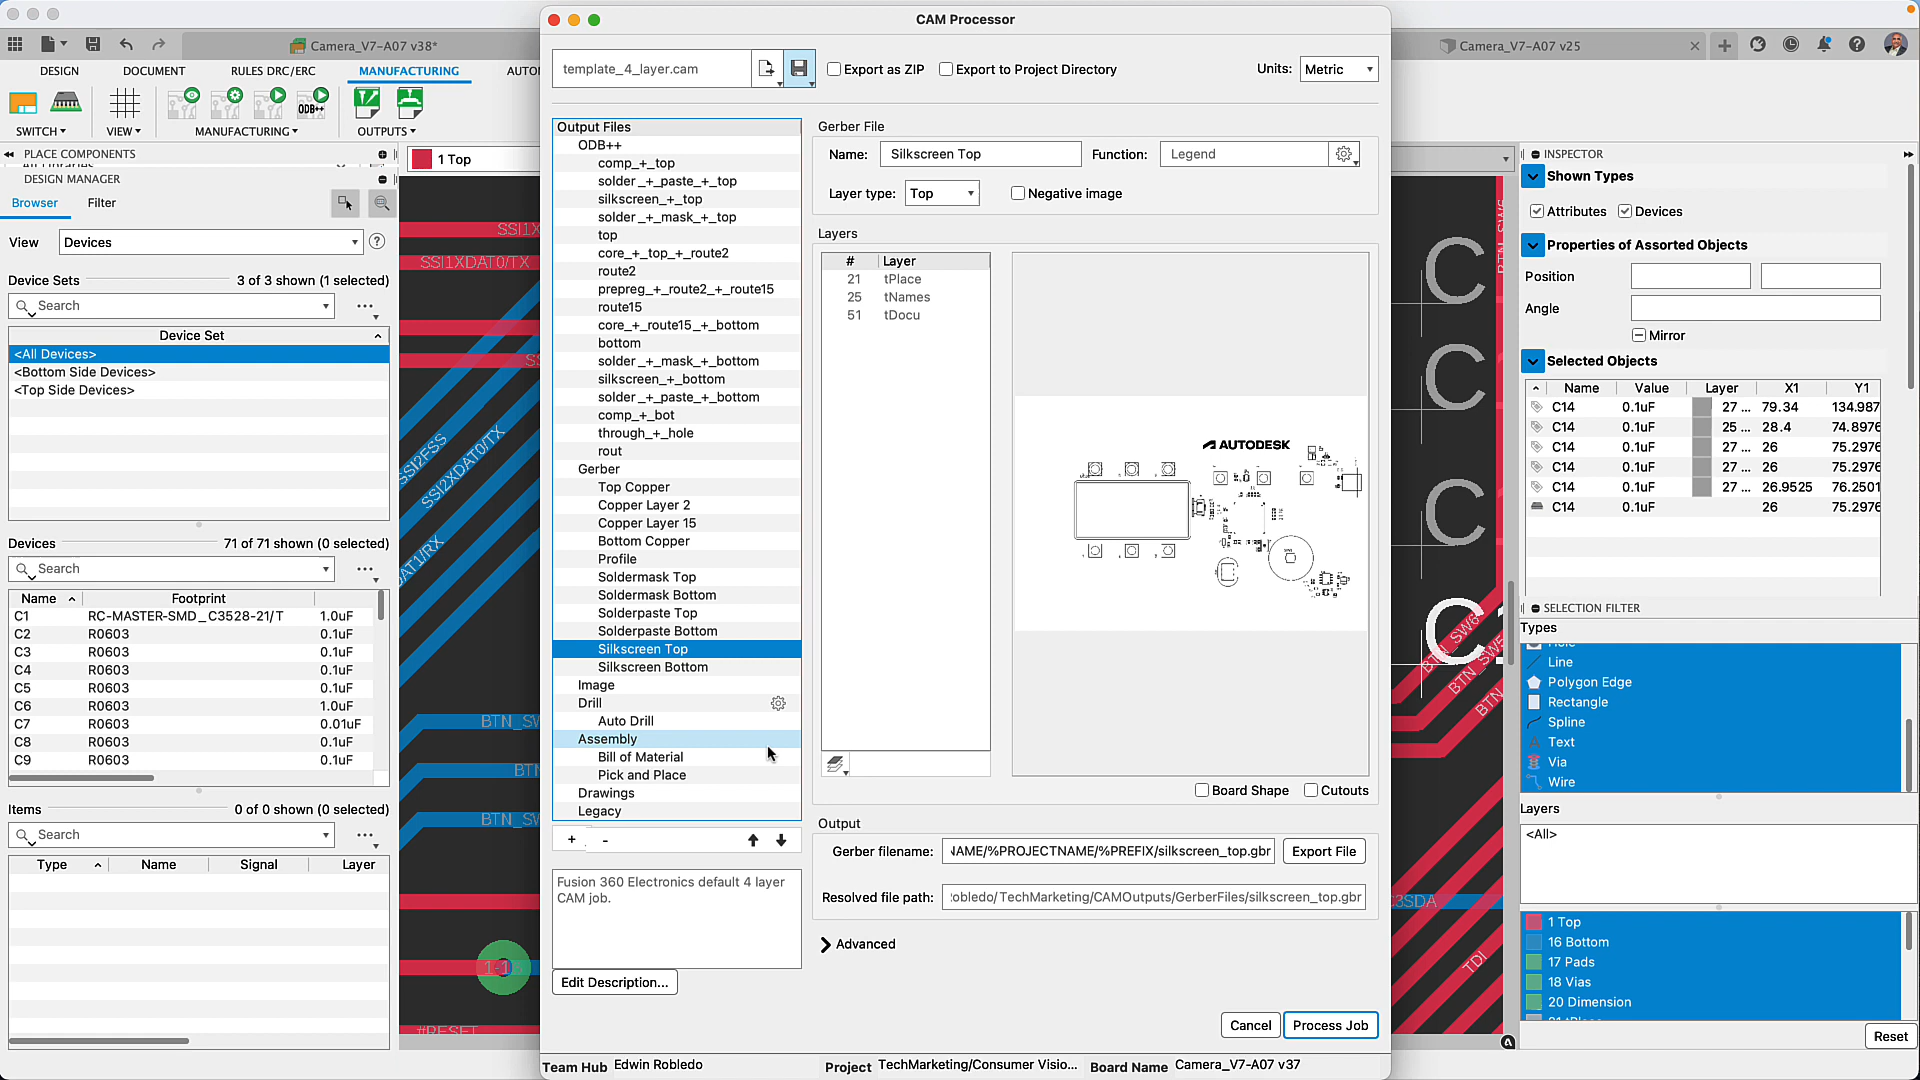 CAM Processor
Camera_V7-A07 v38*
Camera_V7-A07 v25
DESIGN
DOCUMENT
RULES DRC/ERC
MANUFACTURING
SWITCH
VIEW
ODB++
MANUFACTURING
OUTPUTS
PLACE COMPONENTS
DESIGN MANAGER
Browser
Filter
View
Devices
Device Sets
3 of 3 shown (1 selected)
Search
Device Set
<All Devices>
<Bottom Side Devices>
<Top Side Devices>
Devices
71 of 71 shown (0 selected)
Search
Name
Footprint
C1 RC-MASTER-SMD_C3528-21/T 1.0uF
C2 R0603 0.1uF
C3 R0603 0.1uF
C4 R0603 0.1uF
C5 R0603 0.1uF
C6 R0603 1.0uF
C7 R0603 0.01uF
C8 R0603 0.1uF
C9 R0603 0.1uF
Items
0 of 0 shown (0 selected)
Search
Type Name Signal Layer
1 Top
SSI1XDAT0/TX
SSI2FSS
SSI2XDAT0/TX
#RESET
template_4_layer.cam
Export as ZIP
Export to Project Directory
Units:
Metric
Output Files
ODB++
comp_+_top
solder_+_paste_+_top
silkscreen_+_top
solder_+_mask_+_top
top
core_+_top_+_route2
route2
prepreg_+_route2_+_route15
route15
core_+_route15_+_bottom
bottom
solder_+_mask_+_bottom
silkscreen_+_bottom
solder_+_paste_+_bottom
comp_+_bot
through_+_hole
rout
Gerber
Top Copper
Copper Layer 2
Copper Layer 15
Bottom Copper
Profile
Soldermask Top
Soldermask Bottom
Solderpaste Top
Solderpaste Bottom
Silkscreen Top
Silkscreen Bottom
Image
Drill
Auto Drill
Assembly
Bill of Material
Pick and Place
Drawings
Legacy
+
-
Fusion 360 Electronics default 4 layer
CAM job.
Edit Description...
Gerber File
Name:
Silkscreen Top
Function:
Legend
Layer type:
Top
Negative image
Layers
# Layer
21 tPlace
25 tNames
51 tDocu
AUTODESK
Board Shape
Cutouts
Output
Gerber filename:
NAME/%PROJECTNAME/%PREFIX/silkscreen_top.gbr
Export File
Resolved file path:
obledo/TechMarketing/CAMOutputs/GerberFiles/silkscreen_top.gbr
Advanced
Cancel
Process Job
Team Hub Edwin Robledo
Project TechMarketing/Consumer Visio...
Board Name Camera_V7-A07 v37
BTN_SW6
TDI
INSPECTOR
Shown Types
Attributes
Devices
Properties of Assorted Objects
Position
Angle
Mirror
Selected Objects
Name Value Layer X1 Y1
C14 0.1uF 27 ... 79.34 134.987
C14 0.1uF 25 ... 28.4 74.8976
C14 0.1uF 27 ... 26 75.2976
C14 0.1uF 27 ... 26 75.2976
C14 0.1uF 27 ... 26.9525 76.2501
C14 0.1uF 26 75.2976
SELECTION FILTER
Types
Hole
Line
Polygon Edge
Rectangle
Spline
Text
Via
Wire
Layers
<All>
1 Top
16 Bottom
17 Pads
18 Vias
20 Dimension
Reset